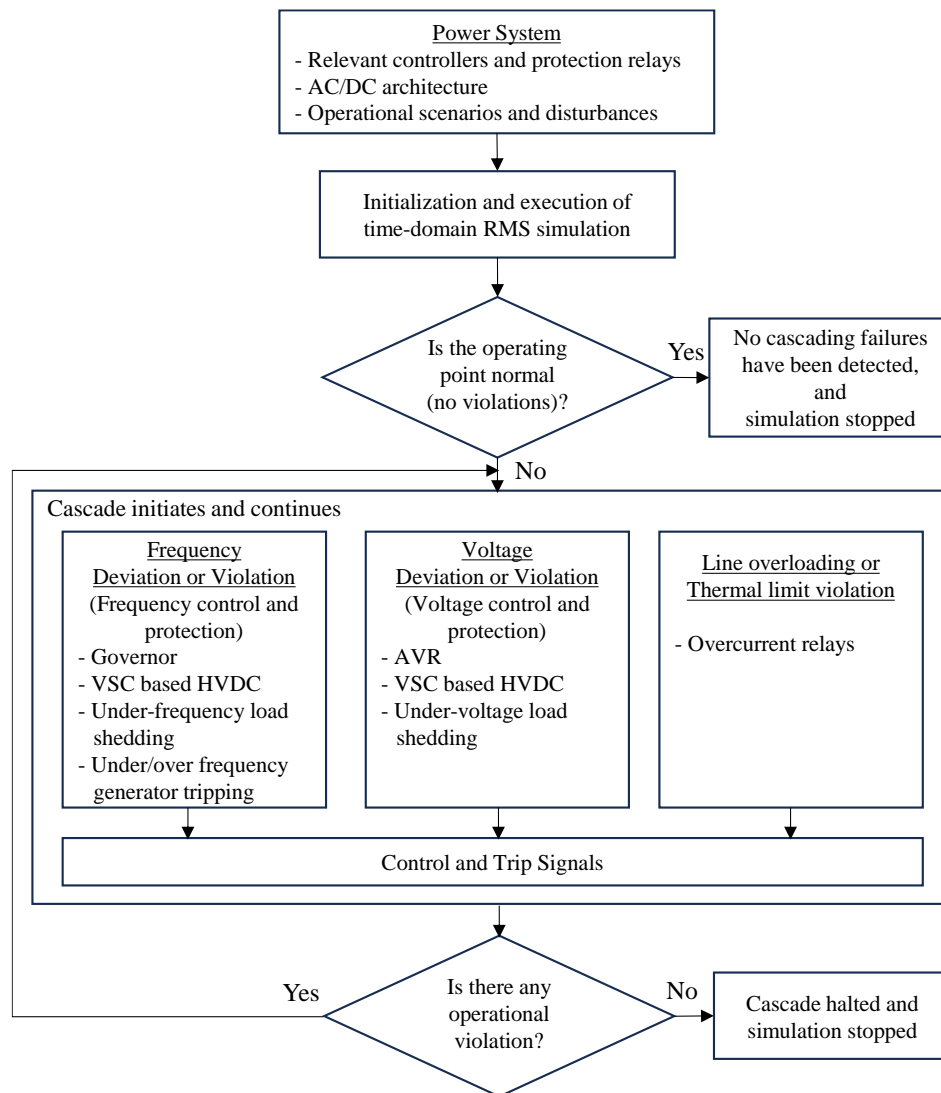 Power System
- Relevant controllers and protection relays
- AC/DC architecture
- Operational scenarios and disturbances
Initialization and execution of
time-domain RMS simulation
Is the operating
point normal
(no violations)?
Yes
No cascading failures
have been detected,
and
simulation stopped
No
Cascade initiates and continues
Frequency
Deviation or Violation
(Frequency control and
protection)
- Governor
- VSC based HVDC
- Under-frequency load
shedding
- Under/over frequency
generator tripping
Voltage
Deviation or Violation
(Voltage control and
protection)
- AVR
- VSC based HVDC
- Under-voltage load
shedding
Line overloading or
Thermal limit violation
- Overcurrent relays
Control and Trip Signals
Is there any
operational
violation?
Yes
No
Cascade halted and
simulation stopped